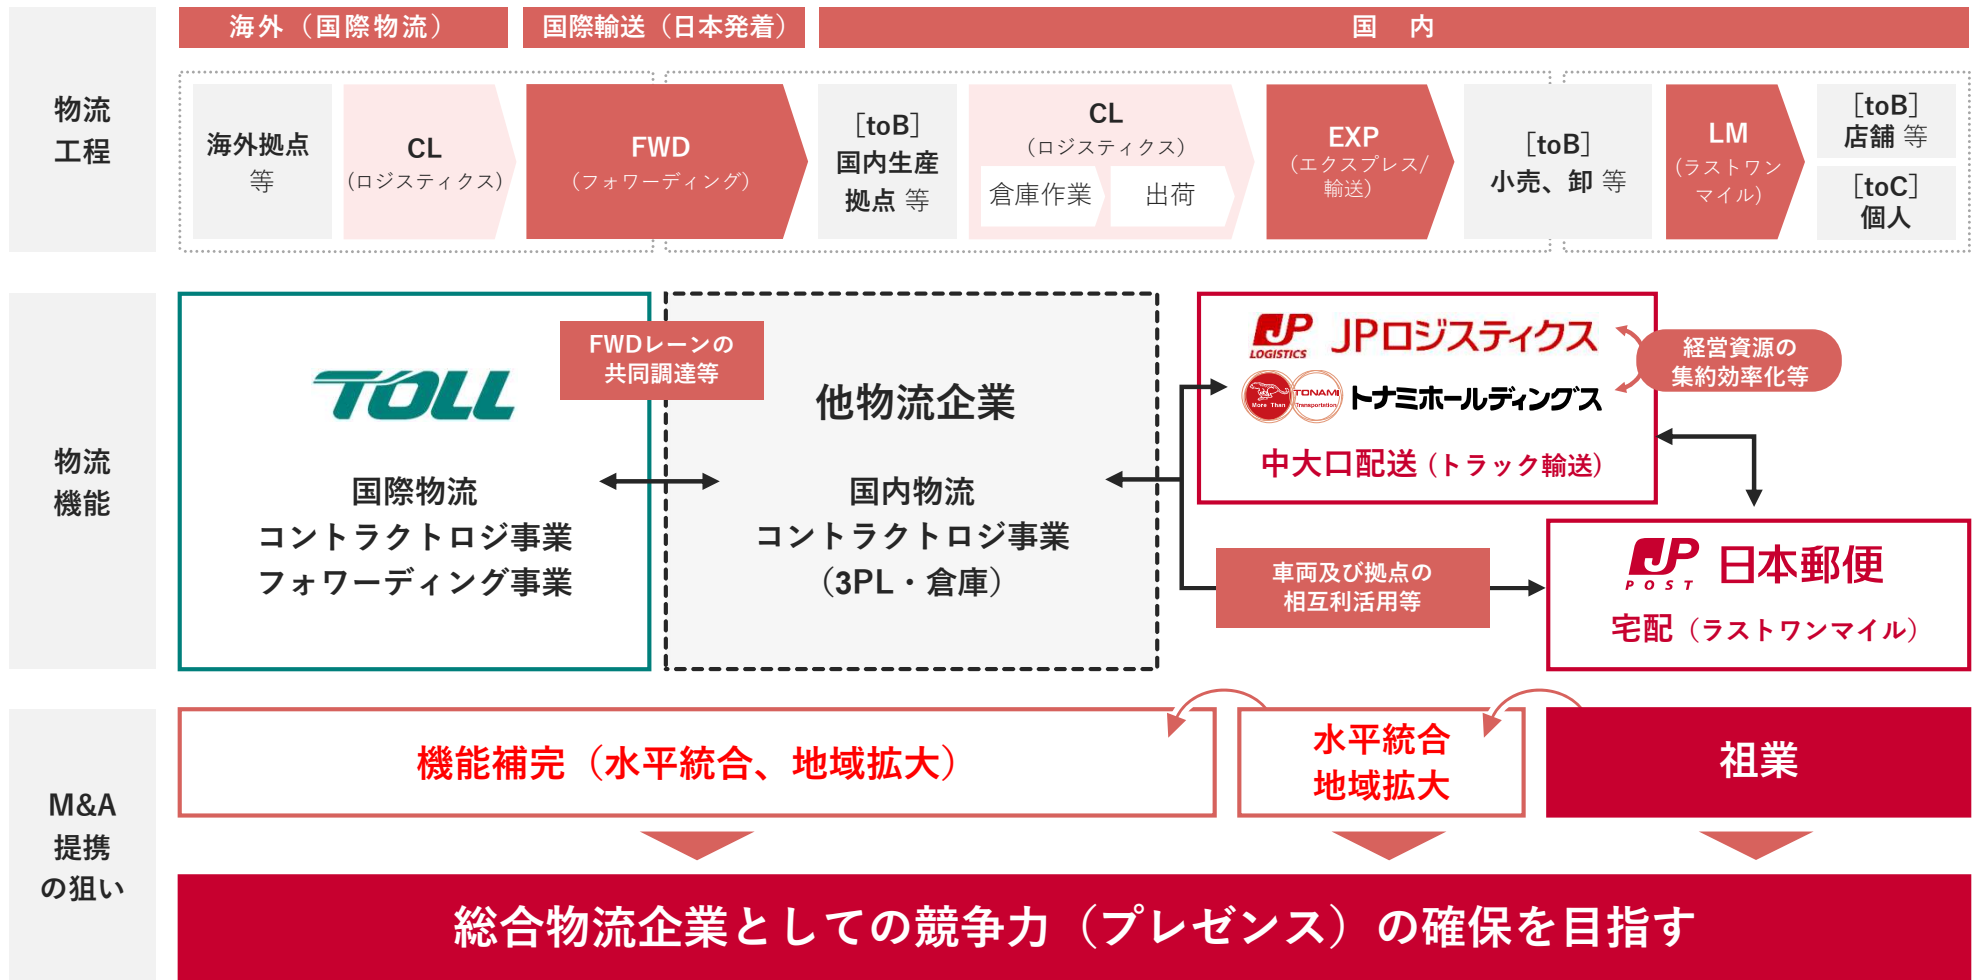 海外（国際物流）
国際輸送（日本発着）
国　内
物流
工程
海外拠点
等
CL
(ロジスティクス)
FWD
(フォワーディング)
［toB］
国内生産
拠点 等
CL
(ロジスティクス)
倉庫作業
出荷
EXP
(エクスプレス/
輸送)
［toB］
小売、卸 等
LM
(ラストワン
マイル)
［toB］
店舗 等
［toC］
個人
物流
機能
TOLL
国際物流
コントラクトロジ事業
フォワーディング事業
FWDレーンの
共同調達等
他物流企業
国内物流
コントラクトロジ事業
（3PL・倉庫）
JP
LOGISTICS
JPロジスティクス
More Than
TONAMI
Transportation
トナミホールディングス
中大口配送 (トラック輸送)
経営資源の
集約効率化等
車両及び拠点の
相互利活用等
JP
POST
日本郵便
宅配（ラストワンマイル）
M&A
提携
の狙い
機能補完（水平統合、地域拡大）
水平統合
地域拡大
祖業
総合物流企業としての競争力（プレゼンス）の確保を目指す